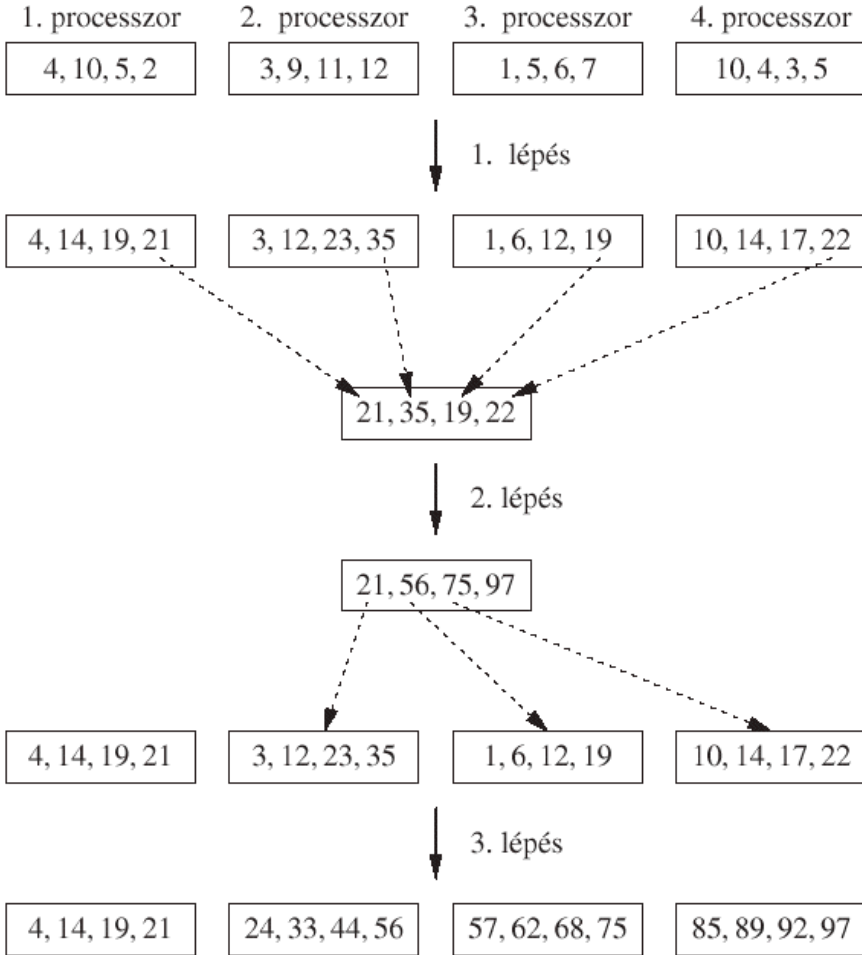 1. processzor 2. processzor 3. processzor 4. processzor
4, 10, 5, 2 3, 9, 11, 12 1, 5, 6, 7 10, 4, 3, 5
1. lépés
4, 14, 19, 21 3, 12, 23, 35 1, 6, 12, 19 10, 14, 17, 22
21, 35, 19, 22
2. lépés
21, 56, 75, 97
4, 14, 19, 21 3, 12, 23, 35 1, 6, 12, 19 10, 14, 17, 22
3. lépés
4, 14, 19, 21 24, 33, 44, 56 57, 62, 68, 75 85, 89, 92, 97